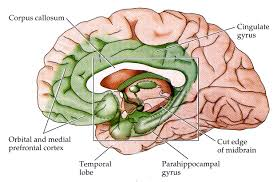 Corpus callosum
Cingulate
gyrus
Orbital and medial
prefrontal cortex
Cut edge
of midbrain
Temporal
lobe
Parahippocampal
gyrus